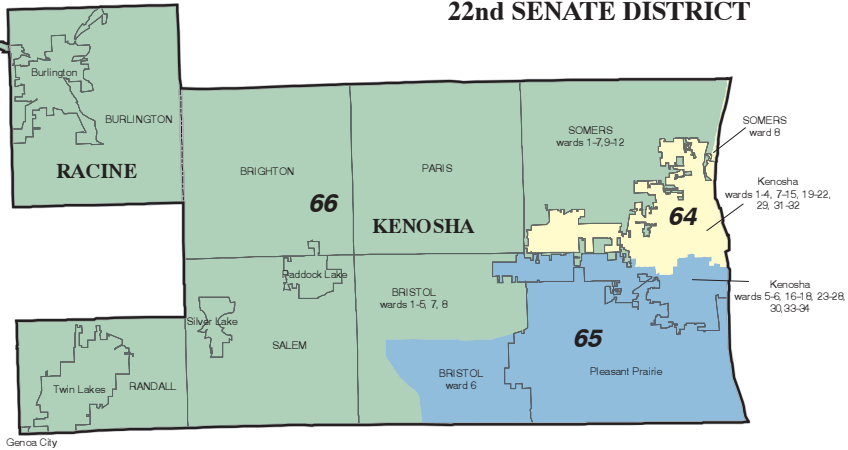 22nd SENATE DISTRICT
Burlington
BURLINGTON
RACINE
BRIGHTON
66
PARIS
KENOSHA
SOMERS
wards 1-7,9-12
SOMERS
ward 8
64
Kenosha
wards 1-4, 7-15, 19-22,
29, 31-32
Paddock Lake
BRISTOL
wards 1-5, 7, 8
Kenosha
wards 5-6, 16-18, 23-28,
30,33-34
Silver Lake
SALEM
65
Twin Lakes
RANDALL
BRISTOL
ward 6
Pleasant Prairie
Genoa City